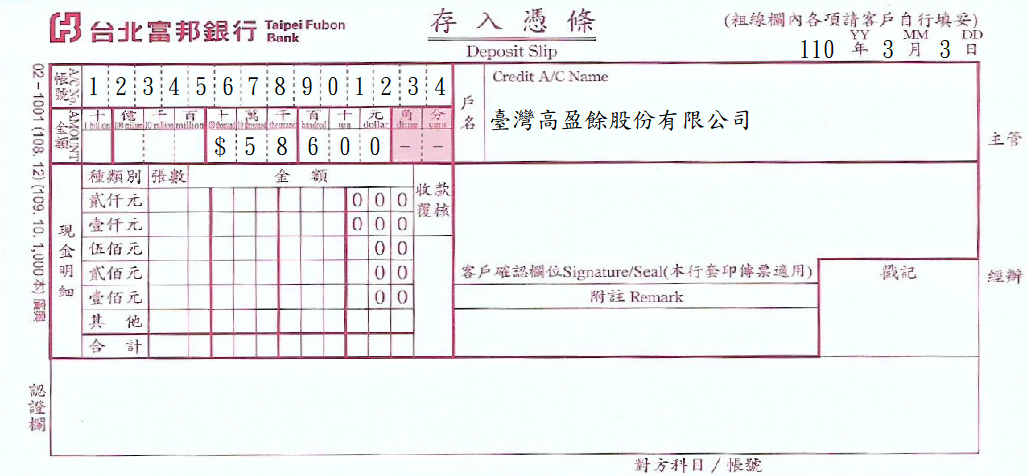 台北富邦銀行 Taipei Fubon Bank
存入憑條
Deposit Slip
(粗線欄內各項請客戶自行填妥)
YY MM DD
110 年 3 月 3 日
02-1001 (108. 12) (109. 10. 1,000本)
帳號 A/C No. 1 2 3 4 5 6 7 8 9 0 1 2 3 4
戶名 Credit A/C Name
臺灣高盈餘股份有限公司
金額 AMOUNT
十 億 千 百 十 萬 千 百 十 元 角 分
1 billion 100 million 10 million million 100 thousand 10 thousand thousand hundred ten dollar dime cent
$ 5 8 6 0 0 - -
主管
現金明細
種類別 張數 金額 收款覆核
貳仟元 0 0 0
壹仟元 0 0 0
伍佰元 0 0
貳佰元 0 0
壹佰元 0 0
其他
合計
客戶確認欄位Signature/Seal(本行套印傳票適用)
附註 Remark
戳記
經辦
認證欄
對方科目 / 帳號